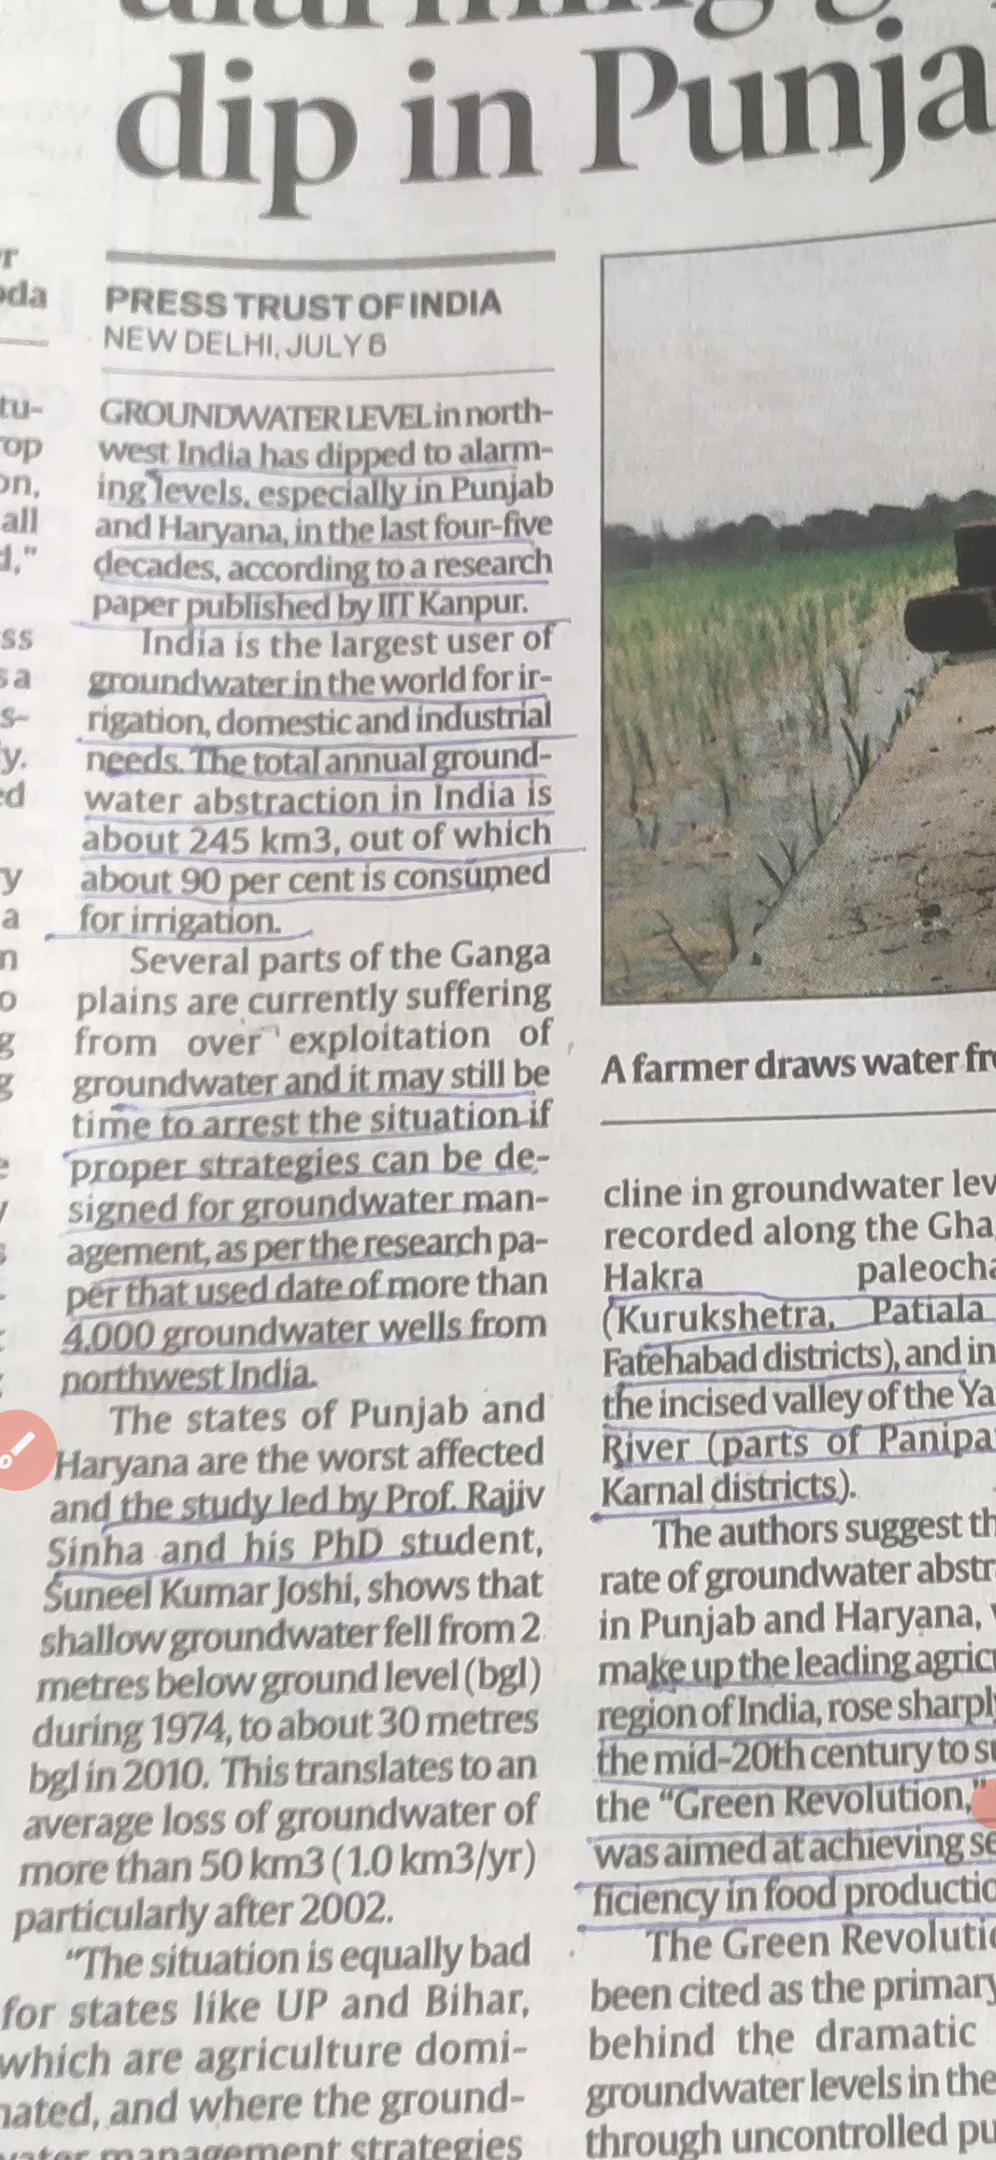 dip in Punja
PRESS TRUST OF INDIA
NEW DELHI, JULY 6
GROUNDWATER LEVEL in north-
west India has dipped to alarm-
ing levels, especially in Punjab
and Haryana, in the last four-five
decades, according to a research
paper published by IIT Kanpur.
India is the largest user of
groundwater in the world for ir-
rigation, domestic and industrial
needs. The total annual ground-
water abstraction in India is
about 245 km3, out of which
about 90 per cent is consumed
for irrigation.
Several parts of the Ganga
plains are currently suffering
from over exploitation of
groundwater and it may still be
time to arrest the situation if
proper strategies can be de-
signed for groundwater man-
agement, as per the research pa-
per that used date of more than
4,000 groundwater wells from
northwest India.
The states of Punjab and
Haryana are the worst affected
and the study led by Prof. Rajiv
Sinha and his PhD student,
Suneel Kumar Joshi, shows that
shallow groundwater fell from 2
metres below ground level (bgl)
during 1974, to about 30 metres
bgl in 2010. This translates to an
average loss of groundwater of
more than 50 km3 (1.0 km3/yr)
particularly after 2002.
"The situation is equally bad
for states like UP and Bihar,
which are agriculture domi-
nated, and where the ground-
water management strategies
A farmer draws water fr
cline in groundwater lev
recorded along the Gha
Hakra paleocha
(Kurukshetra, Patiala
Fatehabad districts), and in
the incised valley of the Ya
River (parts of Panipa
Karnal districts).
The authors suggest th
rate of groundwater abstr
in Punjab and Haryana,
make up the leading agric
region of India, rose sharpl
the mid-20th century to su
the "Green Revolution,"
was aimed at achieving se
ficiency in food productio
The Green Revolutio
been cited as the primary
behind the dramatic
groundwater levels in the
through uncontrolled pu